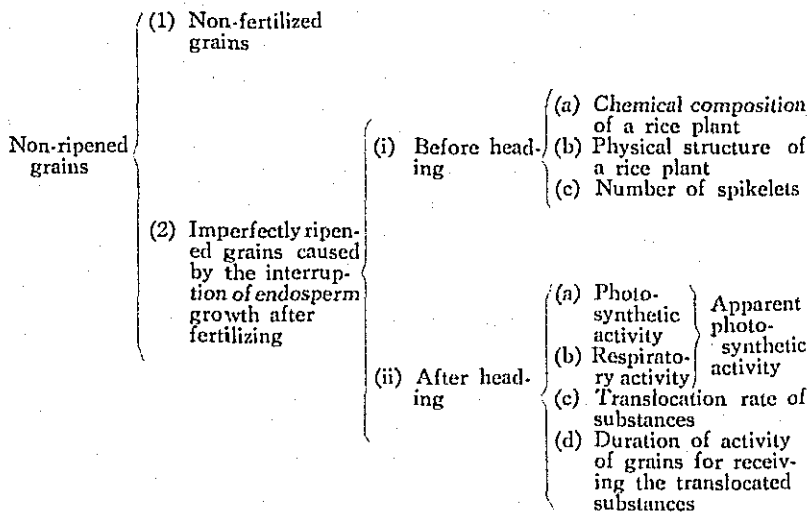 Non-ripened
grains
(1) Non-fertilized
grains
(2) Imperfectly ripen-
ed grains caused
by the interrup-
tion of endosperm
growth after
fertilizing
(i) Before head-
ing
(a) Chemical composition
of a rice plant
(b) Physical structure of
a rice plant
(c) Number of spikelets
(ii) After head-
ing
(a) Photo-
synthetic
activity
(b) Respirato-
ry activity
Apparent
photo-
synthetic
activity
(c) Translocation rate of
substances
(d) Duration of activity
of grains for receiv-
ing the translocated
substances